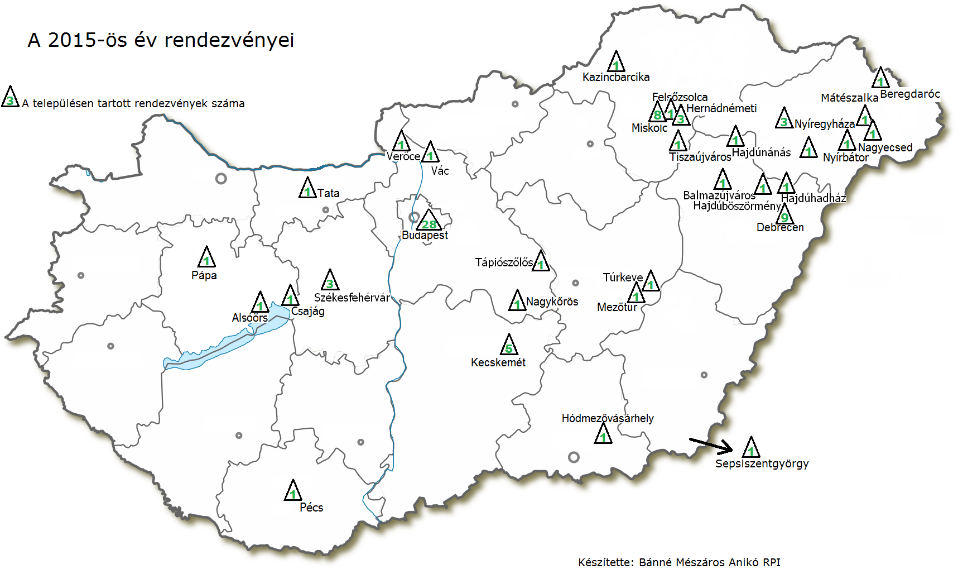 A 2015-ös év rendezvényei
3 A településen tartott rendezvények száma
1
Kazincbarcika
1
Beregdaróc
Felsőzsolca
8 1 3
Hernádnémeti
Miskolc
Mátészalka
1
3 Nyíregyháza
1
Nagyecsed
1
Tiszaújváros
1
Hajdúnánás
1
1
Nyírbátor
1
Verőce
1
Vác
1 Tata
1
Balmazújváros
1
Hajdúböszörmény
1
Hajdúhadház
9
Debrecen
28
Budapest
1
Pápa
Tápiószőlős 1
3
Székesfehérvár
Túrkeve 1
1
Alsóörs
1
Csajág
1 Nagykőrös
Mezőtúr 1
5
Kecskemét
Hódmezővásárhely
1
1
Sepsiszentgyörgy
1
Pécs
Készítette: Bánné Mészáros Anikó RPI